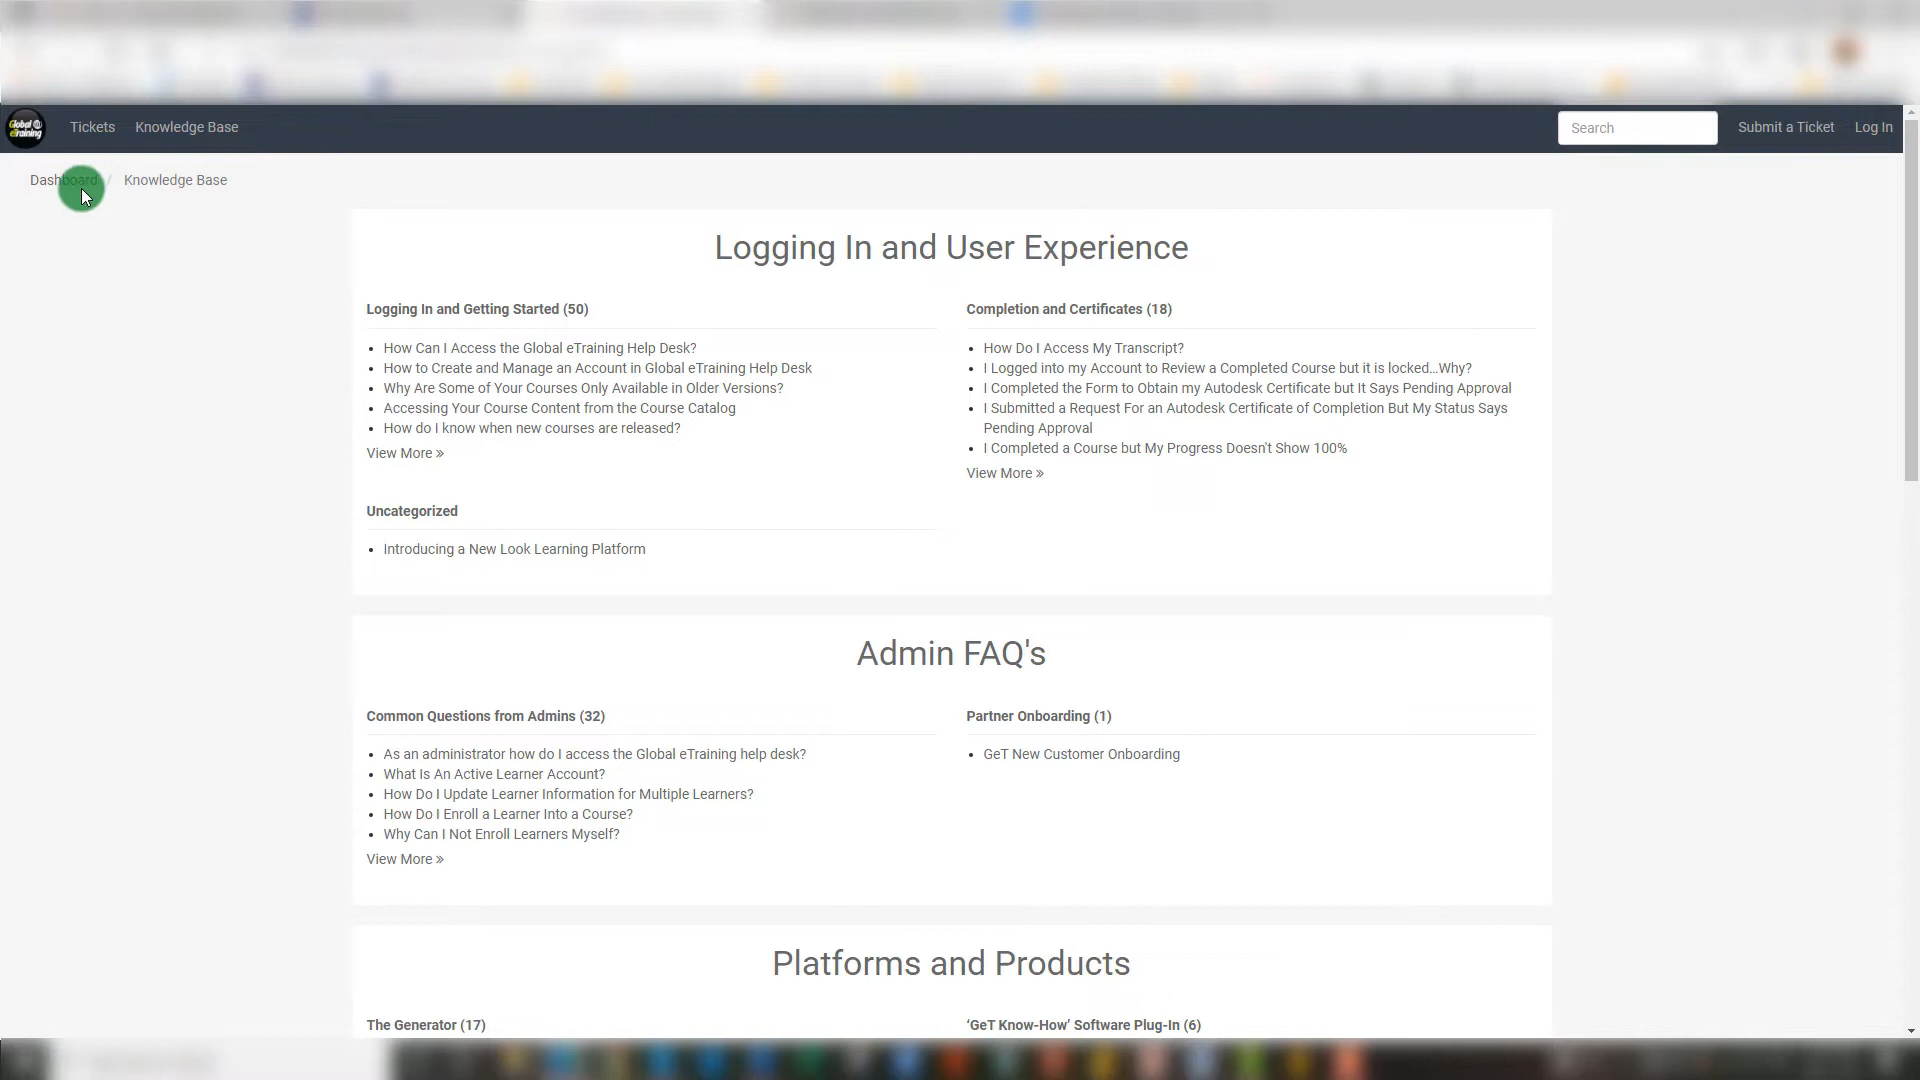 Global eTraining
Tickets
Knowledge Base
Search
Submit a Ticket
Log In
Dashboard / Knowledge Base
Logging In and User Experience
Logging In and Getting Started (50)
How Can I Access the Global eTraining Help Desk?
How to Create and Manage an Account in Global eTraining Help Desk
Why Are Some of Your Courses Only Available in Older Versions?
Accessing Your Course Content from the Course Catalog
How do I know when new courses are released?
View More »
Completion and Certificates (18)
How Do I Access My Transcript?
I Logged into my Account to Review a Completed Course but it is locked...Why?
I Completed the Form to Obtain my Autodesk Certificate but It Says Pending Approval
I Submitted a Request For an Autodesk Certificate of Completion But My Status Says
Pending Approval
I Completed a Course but My Progress Doesn't Show 100%
View More »
Uncategorized
Introducing a New Look Learning Platform
Admin FAQ's
Common Questions from Admins (32)
As an administrator how do I access the Global eTraining help desk?
What Is An Active Learner Account?
How Do I Update Learner Information for Multiple Learners?
How Do I Enroll a Learner Into a Course?
Why Can I Not Enroll Learners Myself?
View More »
Partner Onboarding (1)
GeT New Customer Onboarding
Platforms and Products
The Generator (17)
‘GeT Know-How’ Software Plug-In (6)